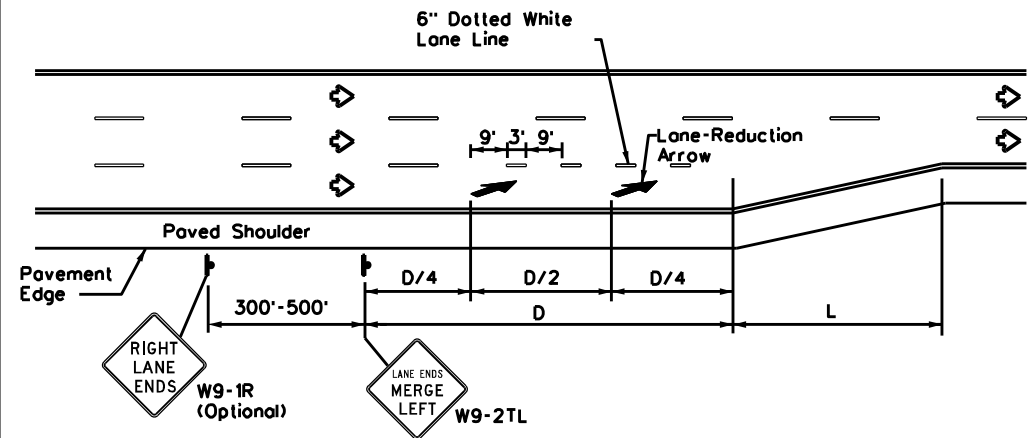 6" Dotted White
Lane Line
9' 3' 9'
Lane-Reduction
Arrow
Paved Shoulder
Pavement
Edge
D/4 D/2 D/4
300'-500' D L
RIGHT
LANE
ENDS
W9-1R
(Optional)
LANE ENDS
MERGE
LEFT
W9-2TL